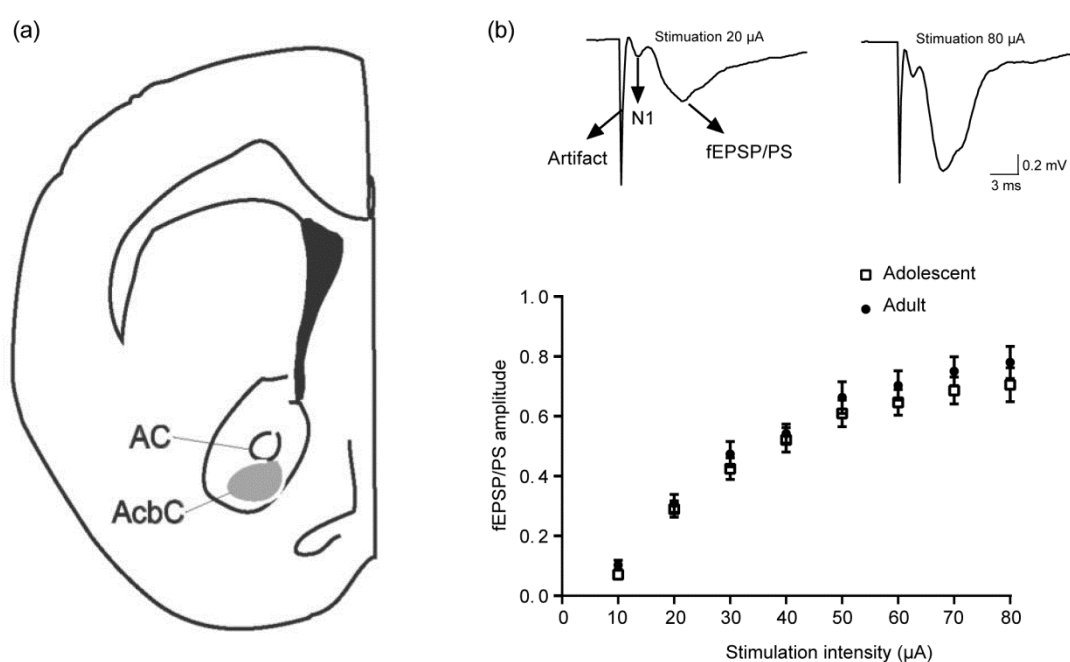 (a)
AC
AcbC
(b)
Stimuation 20 μA
N1
Artifact
fEPSP/PS
Stimuation 80 μA
0.2 mV
3 ms
Adolescent
Adult
fEPSP/PS amplitude
1. 0
0. 8
0. 6
0. 4
0. 2
0. 0
0 10 20 30 40 50 60 70 80
Stimulation intensity (μA)